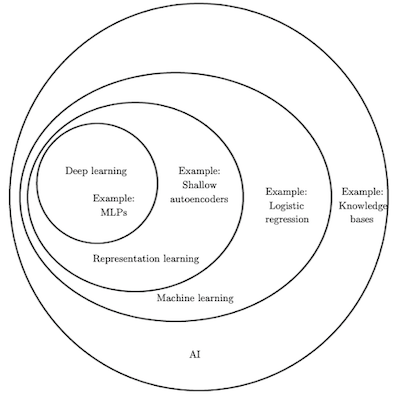 Deep learning
Example:
MLPs
Example:
Shallow
autoencoders
Example:
Logistic
regression
Example:
Knowledge
bases
Representation learning
Machine learning
AI